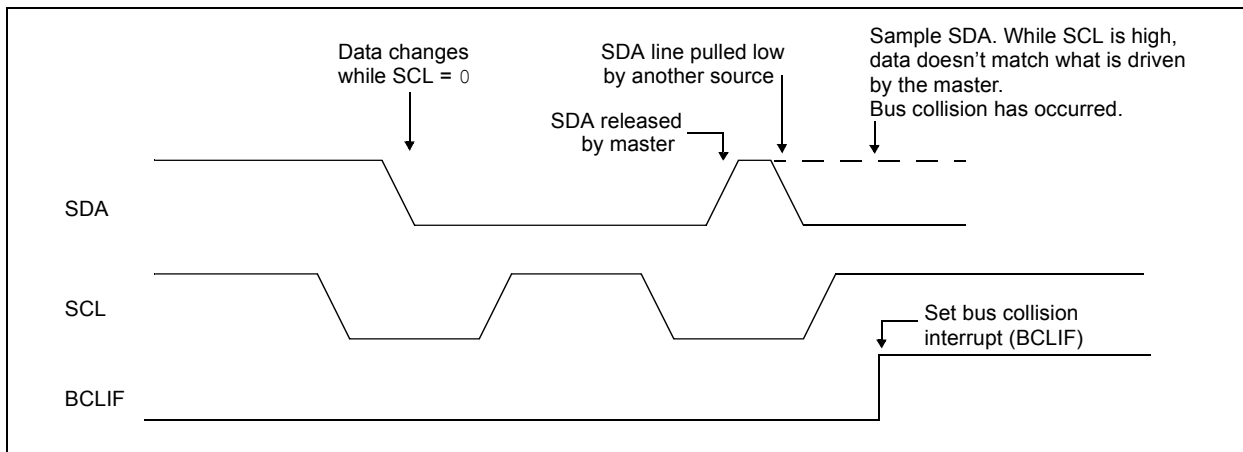 Data changes
while SCL = 0
SDA line pulled low
by another source
Sample SDA. While SCL is high,
data doesn't match what is driven
by the master.
Bus collision has occurred.
SDA released
by master
SDA
SCL
Set bus collision
interrupt (BCLIF)
BCLIF